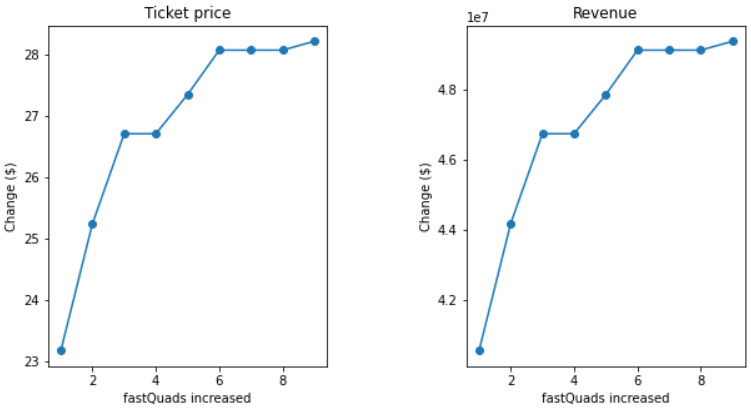 Ticket price
Change ($)
28
27
26
25
24
23
2 4 6 8
fastQuads increased
Revenue
1e7
Change ($)
4.8
4.6
4.4
4.2
2 4 6 8
fastQuads increased